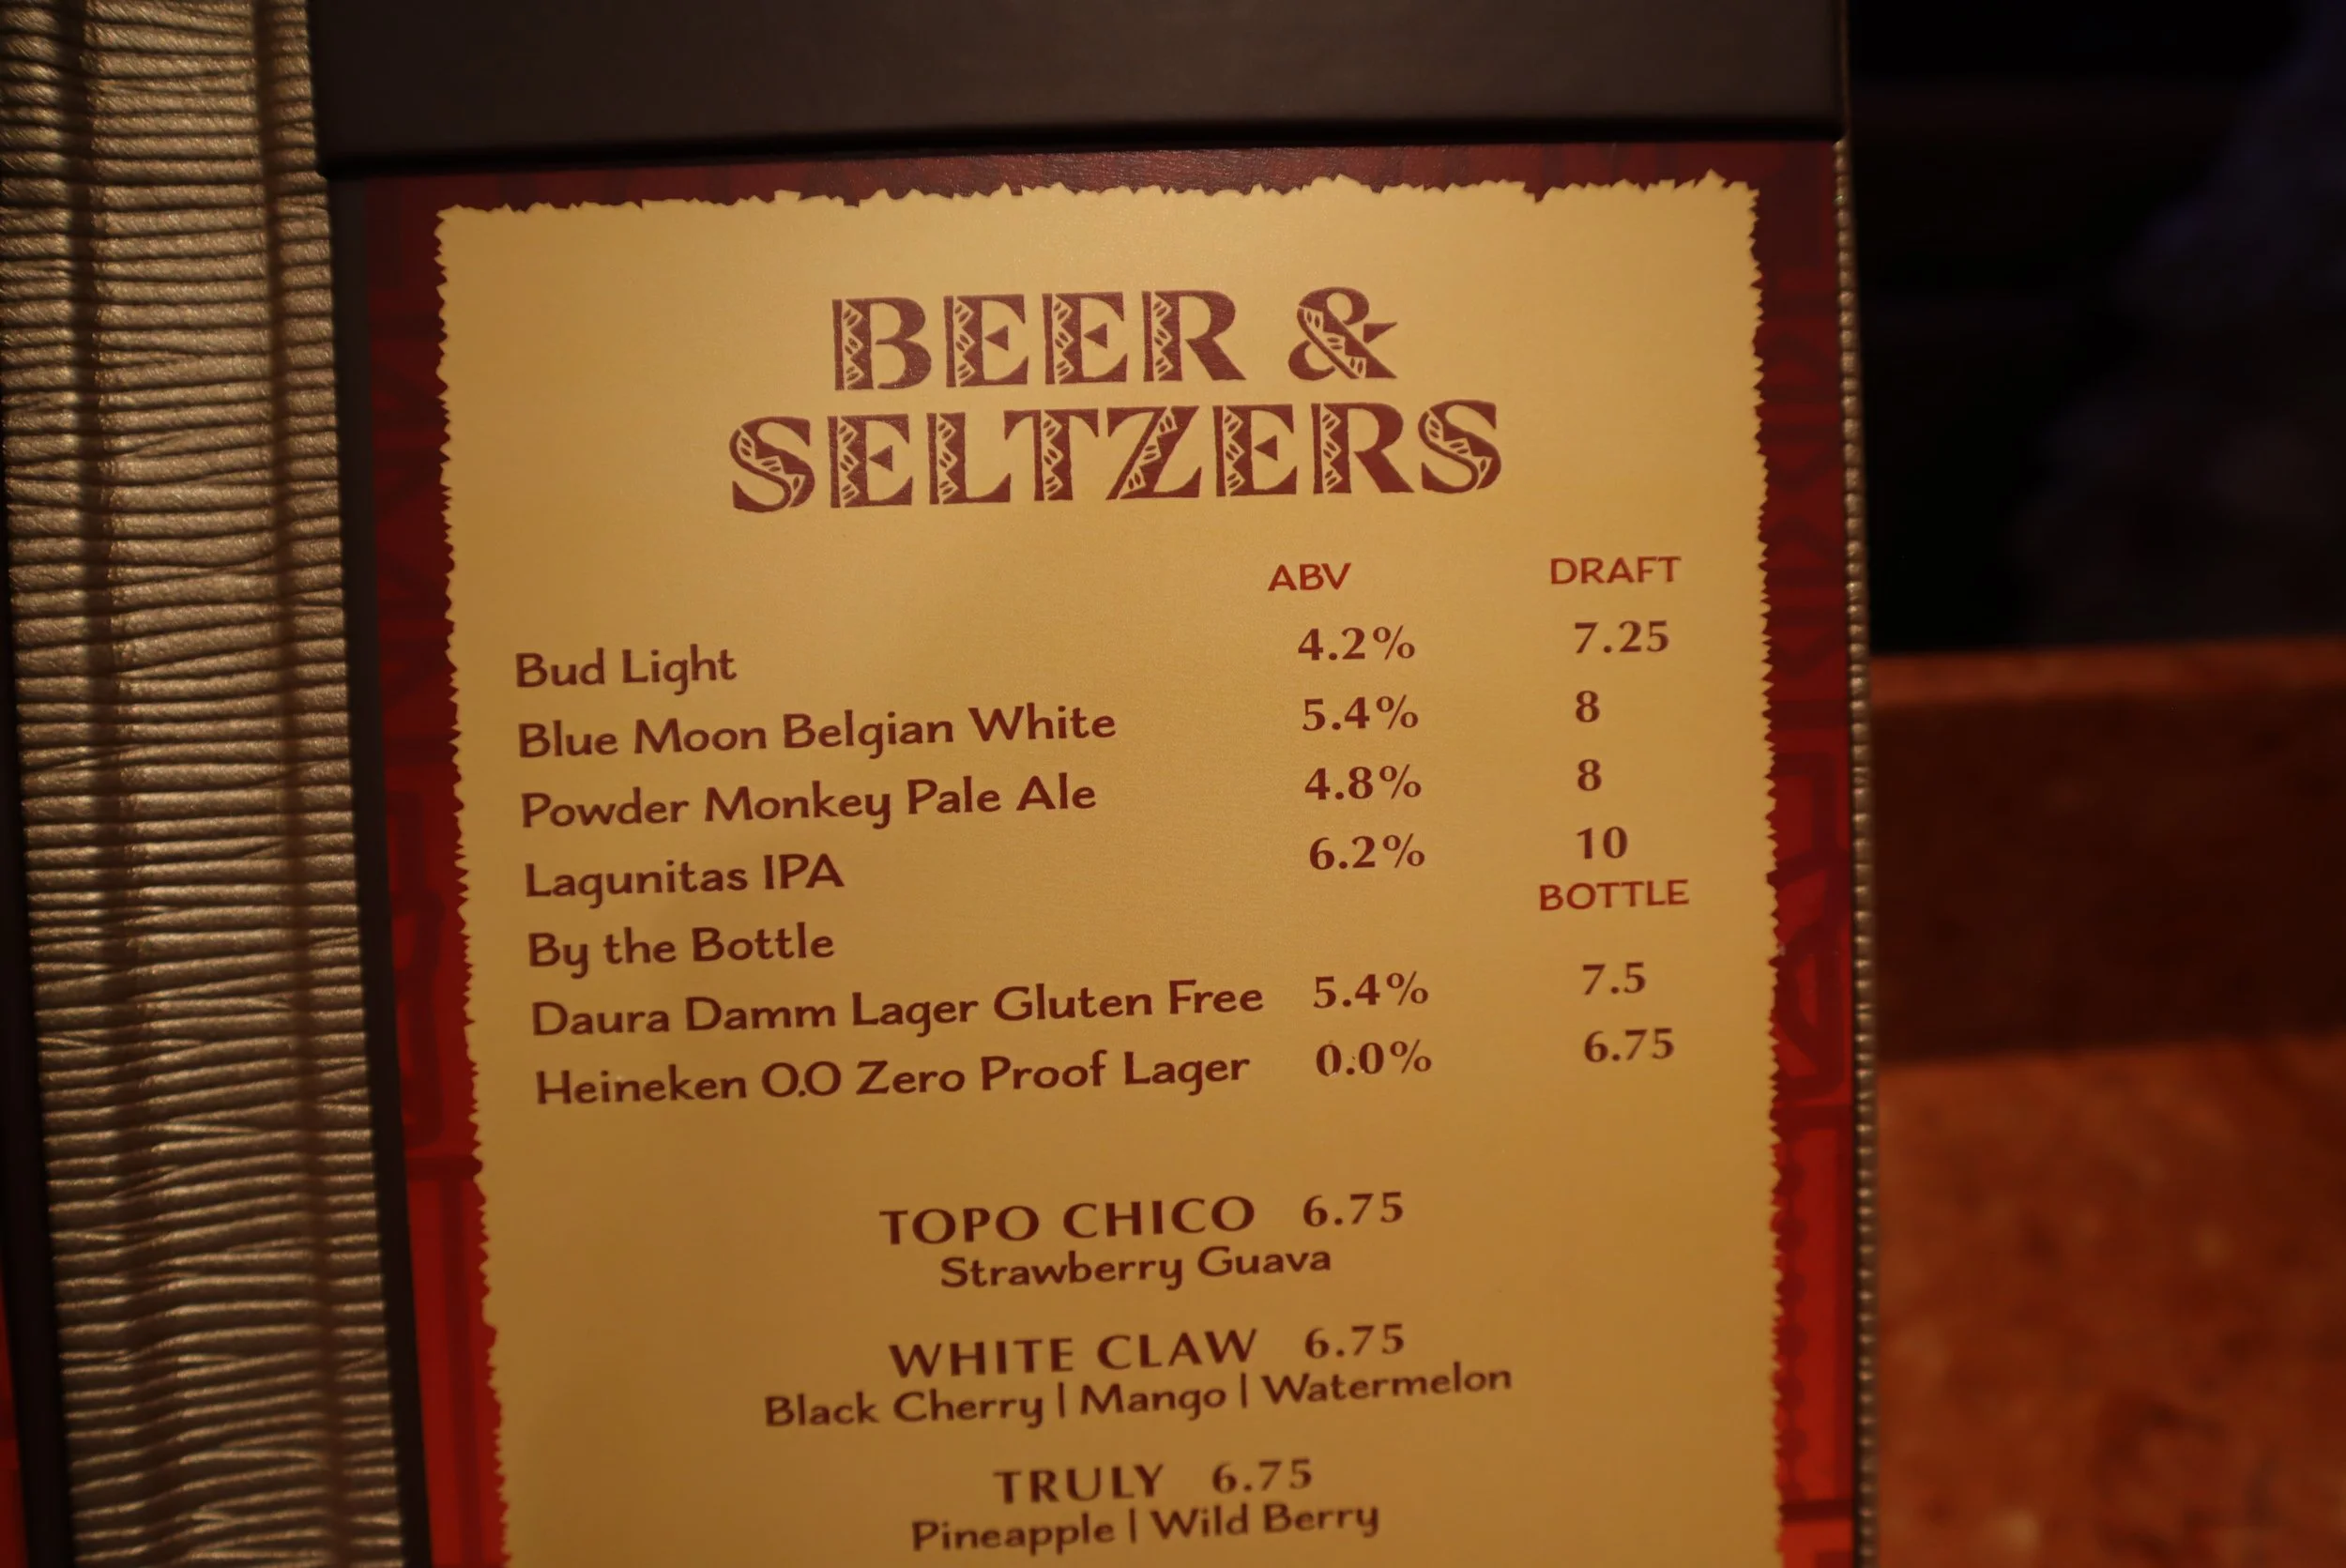 BEER &
SELTZERS
ABV DRAFT
Bud Light 4.2% 7.25
Blue Moon Belgian White 5.4% 8
Powder Monkey Pale Ale 4.8% 8
Lagunitas IPA 6.2% 10
By the Bottle BOTTLE
Daura Damm Lager Gluten Free 5.4% 7.5
Heineken 0.0 Zero Proof Lager 0.0% 6.75
TOPO CHICO 6.75
Strawberry Guava
WHITE CLAW 6.75
Black Cherry | Mango | Watermelon
TRULY 6.75
Pineapple | Wild Berry